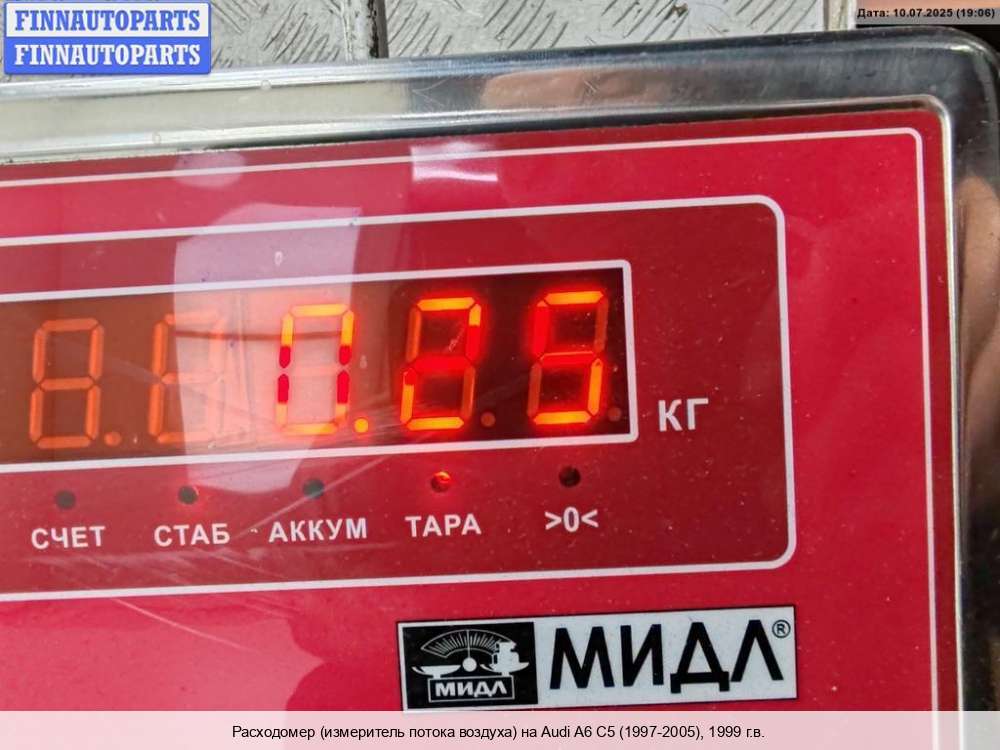 FINNAUTOPARTS
FINNAUTOPARTS
Дата: 10.07.2025 (19:06)
0.25
КГ
СЧЕТ СТАБ АККУМ ТАРА >0<
МИДЛ
МИДЛ®
Расходомер (измеритель потока воздуха) на Audi A6 C5 (1997-2005), 1999 г.в.